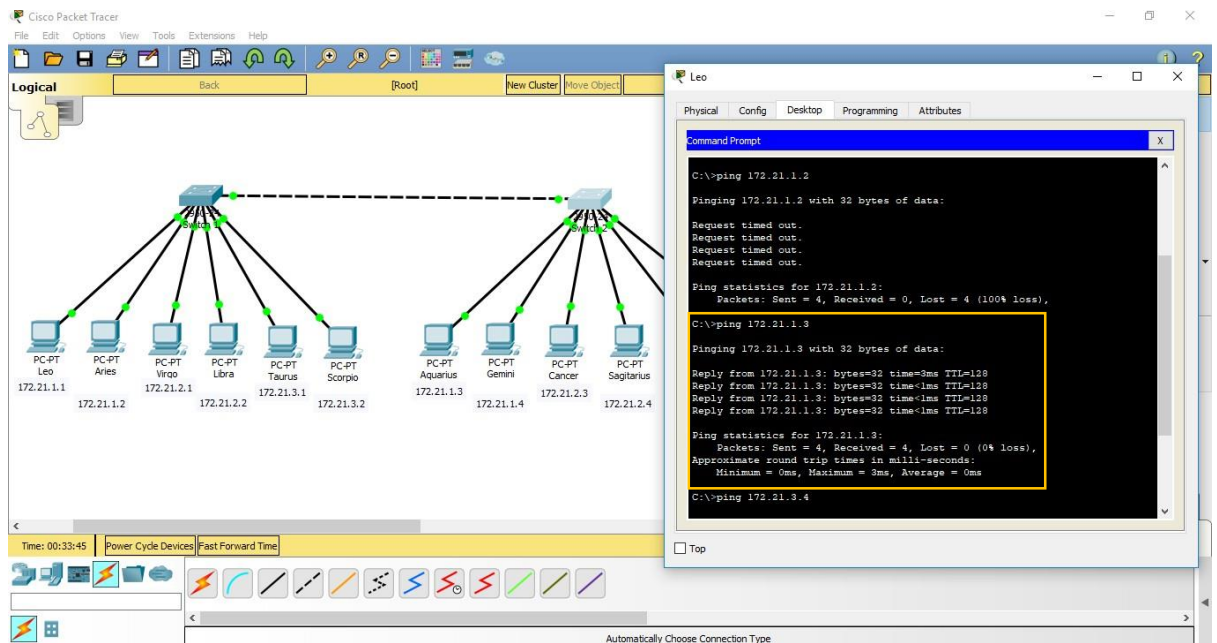 Cisco Packet Tracer
File Edit Options View Tools Extensions Help
Logical
Back
[Root]
New Cluster
Move Object
Switch 1
Switch 2
PC-PT
Leo
172.21.1.1
PC-PT
Aries
172.21.1.2
PC-PT
Virgo
172.21.2.1
PC-PT
Libra
172.21.2.2
PC-PT
Taurus
172.21.3.1
PC-PT
Scorpio
172.21.3.2
PC-PT
Aquarius
172.21.1.3
PC-PT
Gemini
172.21.1.4
PC-PT
Cancer
172.21.2.3
PC-PT
Sagitarius
172.21.2.4
Leo
Physical Config Desktop Programming Attributes
Command Prompt
X
C:\>ping 172.21.1.2
Pinging 172.21.1.2 with 32 bytes of data:
Request timed out.
Request timed out.
Request timed out.
Request timed out.
Ping statistics for 172.21.1.2:
Packets: Sent = 4, Received = 0, Lost = 4 (100% loss),
C:\>ping 172.21.1.3
Pinging 172.21.1.3 with 32 bytes of data:
Reply from 172.21.1.3: bytes=32 time=3ms TTL=128
Reply from 172.21.1.3: bytes=32 time<1ms TTL=128
Reply from 172.21.1.3: bytes=32 time<1ms TTL=128
Reply from 172.21.1.3: bytes=32 time<1ms TTL=128
Ping statistics for 172.21.1.3:
Packets: Sent = 4, Received = 4, Lost = 0 (0% loss),
Approximate round trip times in milli-seconds:
Minimum = 0ms, Maximum = 3ms, Average = 0ms
C:\>ping 172.21.3.4
Top
Time: 00:33:45
Power Cycle Devices
Fast Forward Time
Automatically Choose Connection Type